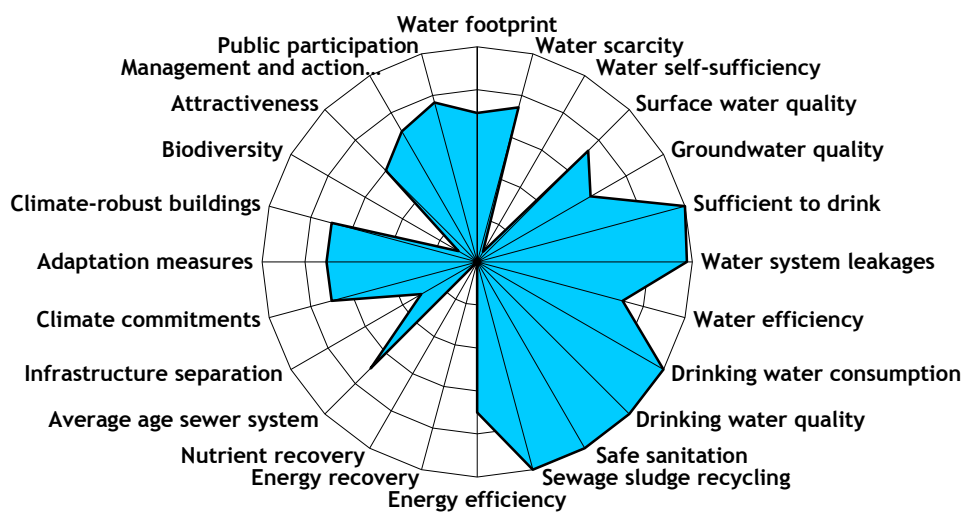 Water footprint
Public participation
Water scarcity
Management and action…
Water self-sufficiency
Attractiveness
Surface water quality
Biodiversity
Groundwater quality
Climate-robust buildings
Sufficient to drink
Adaptation measures
Water system leakages
Climate commitments
Water efficiency
Infrastructure separation
Drinking water consumption
Average age sewer system
Drinking water quality
Nutrient recovery
Safe sanitation
Energy recovery
Sewage sludge recycling
Energy efficiency